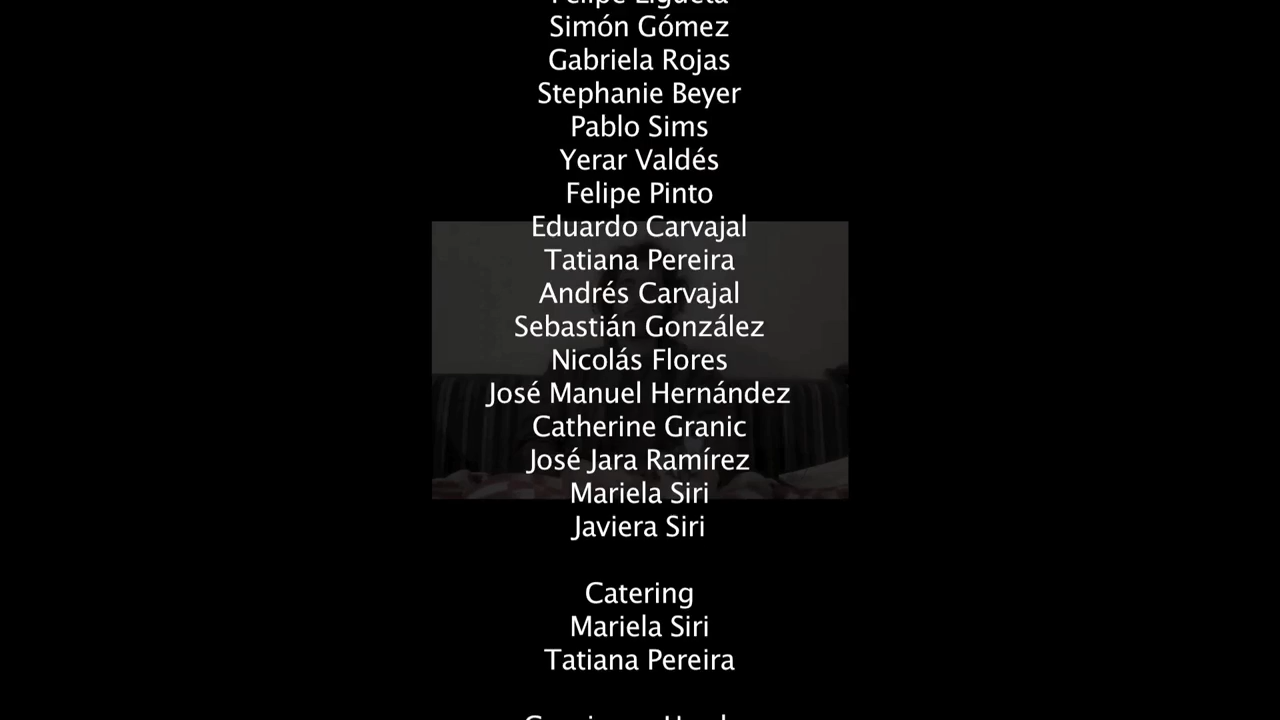 Simón Gómez
Gabriela Rojas
Stephanie Beyer
Pablo Sims
Yerar Valdés
Felipe Pinto
Eduardo Carvajal
Tatiana Pereira
Andrés Carvajal
Sebastián González
Nicolás Flores
José Manuel Hernández
Catherine Granic
José Jara Ramírez
Mariela Siri
Javiera Siri
Catering
Mariela Siri
Tatiana Pereira